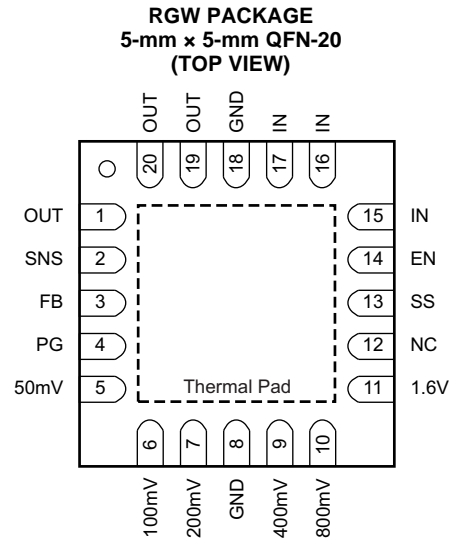 RGW PACKAGE
5-mm × 5-mm QFN-20
(TOP VIEW)
OUT OUT GND IN IN
20 19 18 17 16
OUT 1 15 IN
SNS 2 14 EN
FB 3 13 SS
PG 4 12 NC
50mV 5 Thermal Pad 11 1.6V
6 7 8 9 10
100mV 200mV GND 400mV 800mV